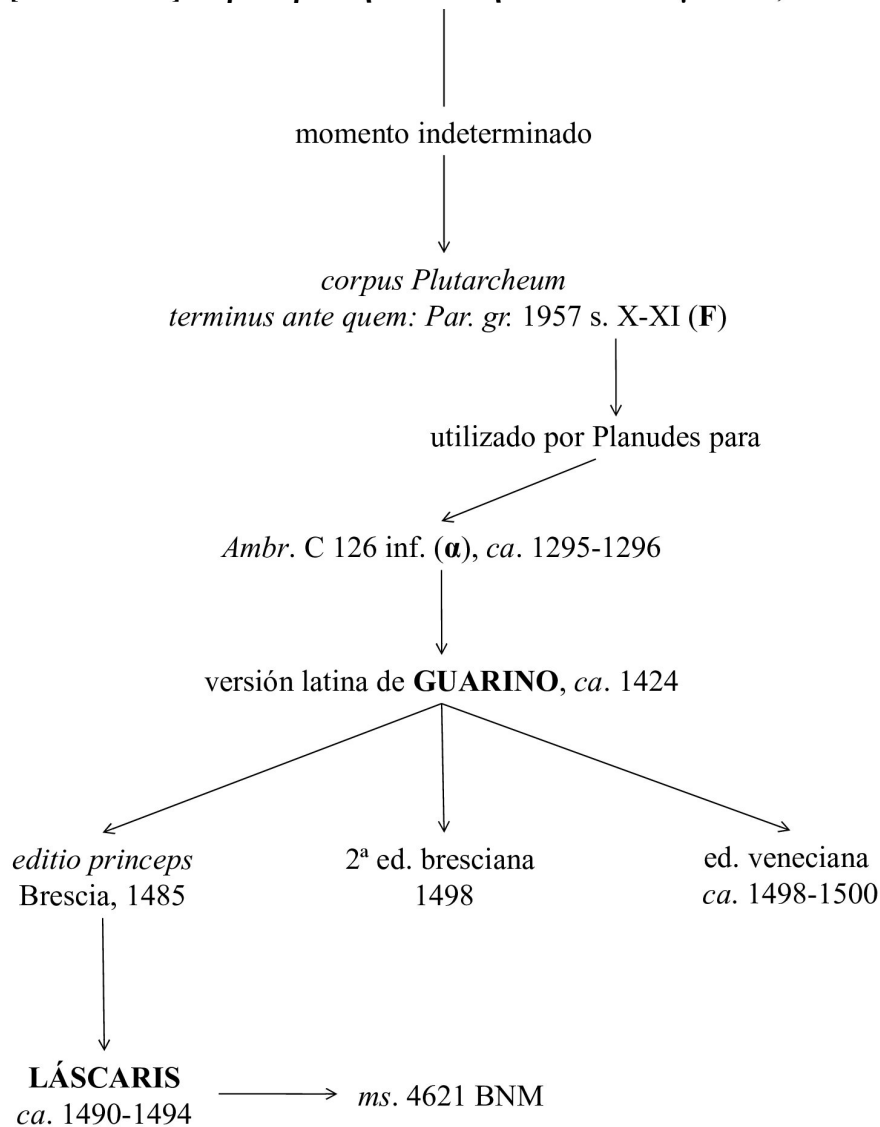 momento indeterminado
corpus Plutarcheum
terminus ante quem: Par. gr. 1957 s. X-XI (F)
utilizado por Planudes para
Ambr. C 126 inf. (α), ca. 1295-1296
versión latina de GUARINO, ca. 1424
editio princeps
Brescia, 1485
2ª ed. bresciana
1498
ed. veneciana
ca. 1498-1500
LÁSCARIS
ca. 1490-1494
ms. 4621 BNM